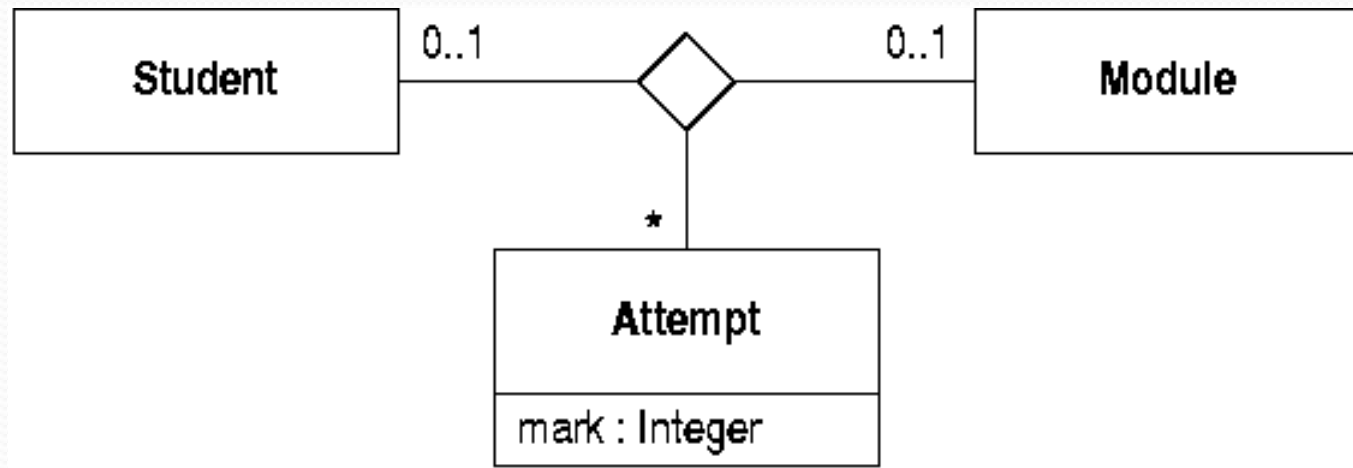 Student
0..1
0..1
Module
*
Attempt
mark : Integer